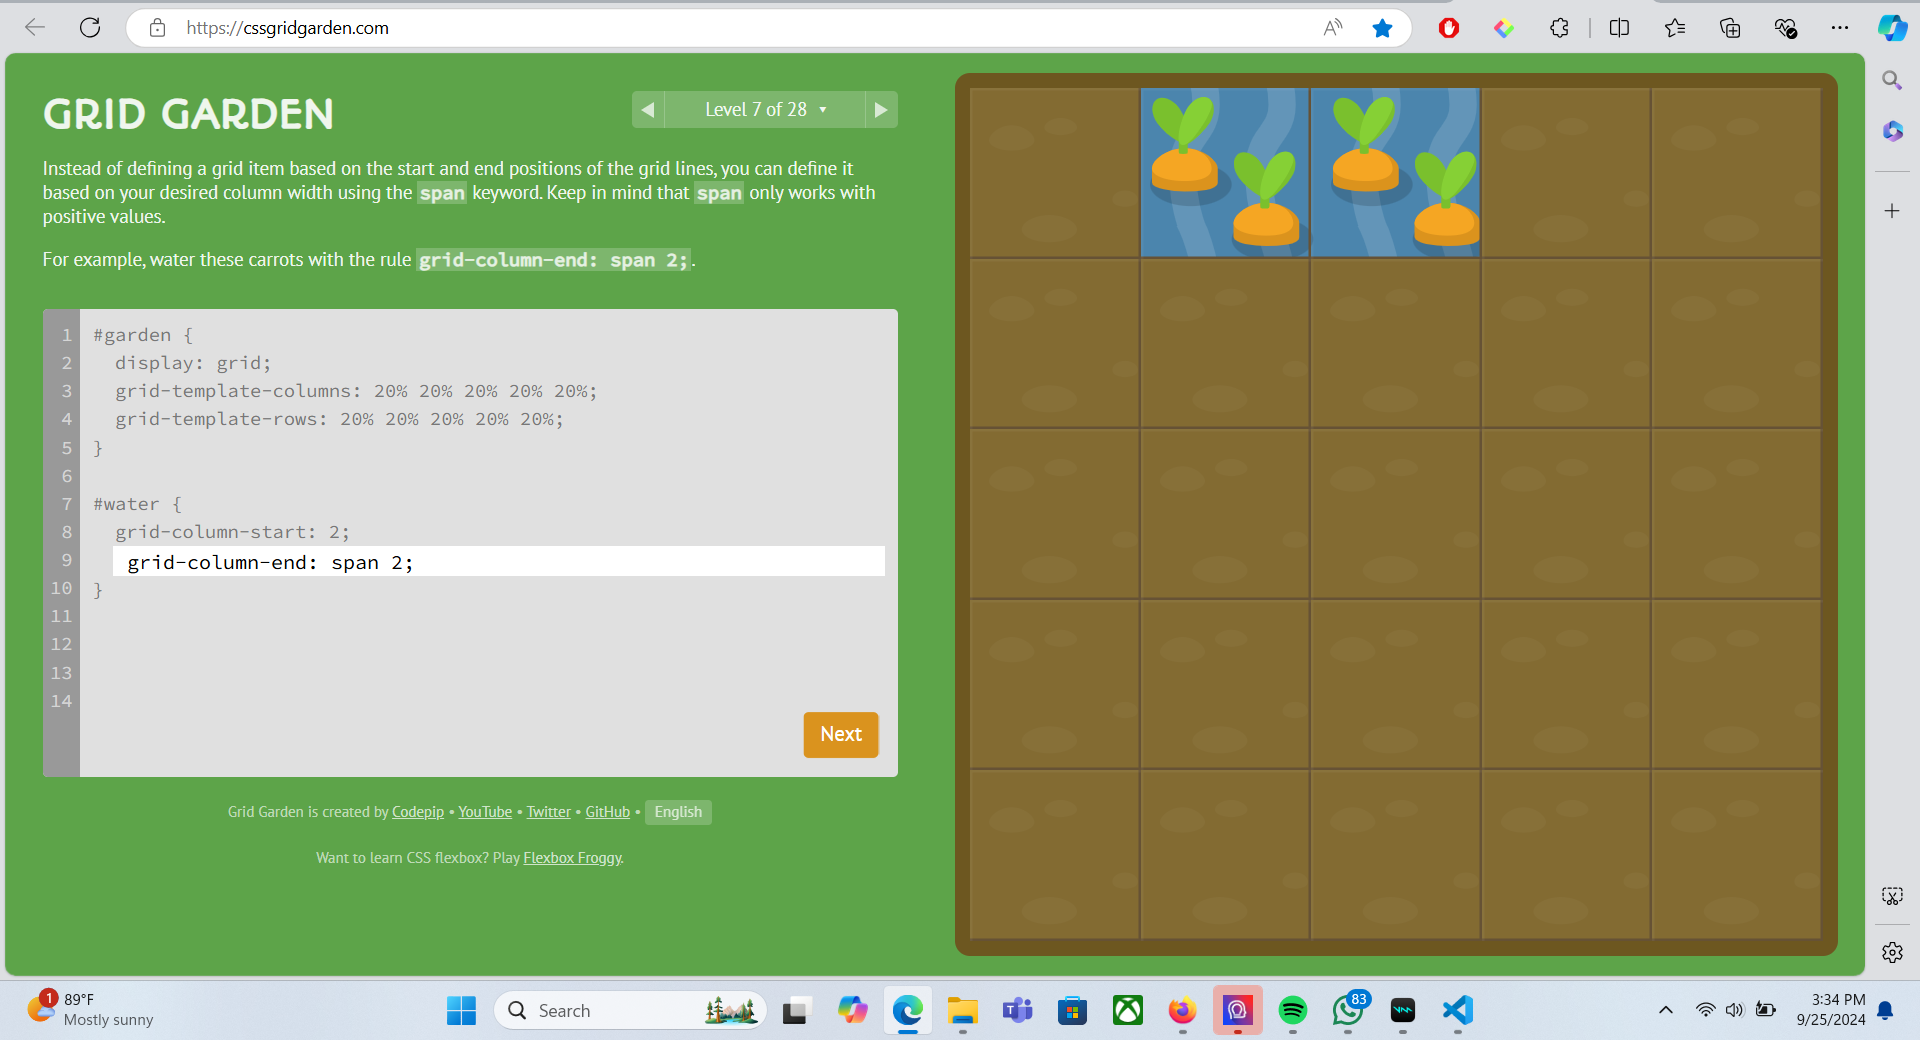 https://cssgridgarden.com
GRID GARDEN
Level 7 of 28
Instead of defining a grid item based on the start and end positions of the grid lines, you can define it
based on your desired column width using the span keyword. Keep in mind that span only works with
positive values.
For example, water these carrots with the rule grid-column-end: span 2;.
1 #garden {
2 display: grid;
3 grid-template-columns: 20% 20% 20% 20% 20%;
4 grid-template-rows: 20% 20% 20% 20% 20%;
5 }
6
7 #water {
8 grid-column-start: 2;
9 grid-column-end: span 2;
10 }
11
12
13
14
Next
Grid Garden is created by Codepip • YouTube • Twitter • GitHub • English
Want to learn CSS flexbox? Play Flexbox Froggy.
1
89°F
Mostly sunny
Search
83
3:34 PM
9/25/2024